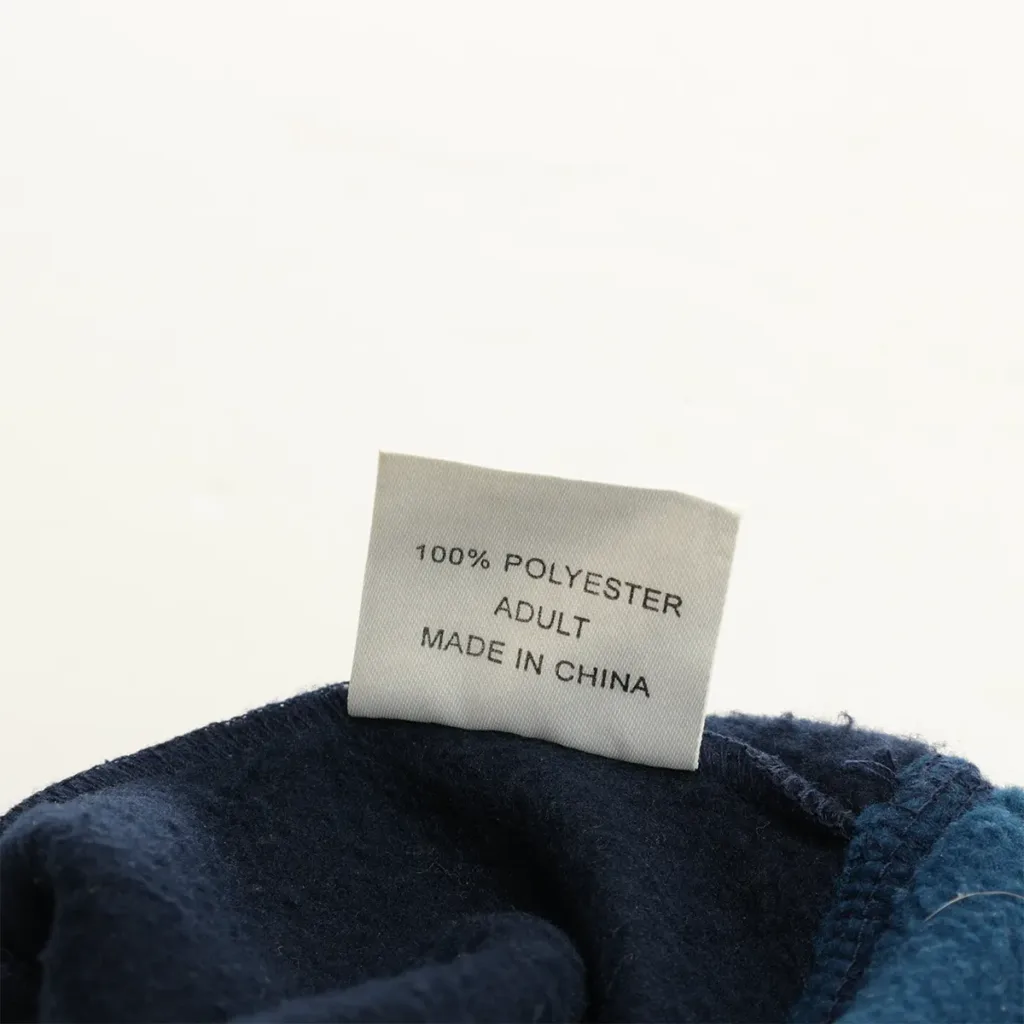 100% POLYESTER
ADULT
MADE IN CHINA